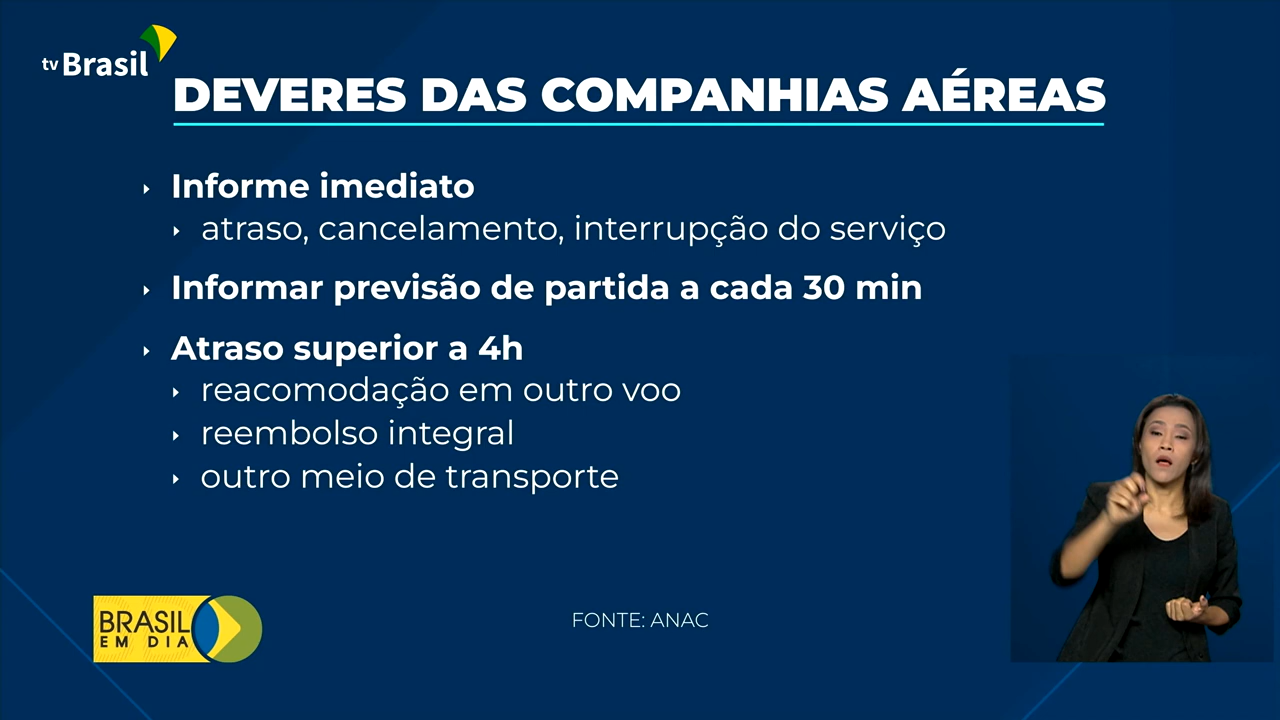 tv Brasil
DEVERES DAS COMPANHIAS AÉREAS
Informe imediato
atraso, cancelamento, interrupção do serviço
Informar previsão de partida a cada 30 min
Atraso superior a 4h
reacomodação em outro voo
reembolso integral
outro meio de transporte
BRASIL
EM DIA
FONTE: ANAC